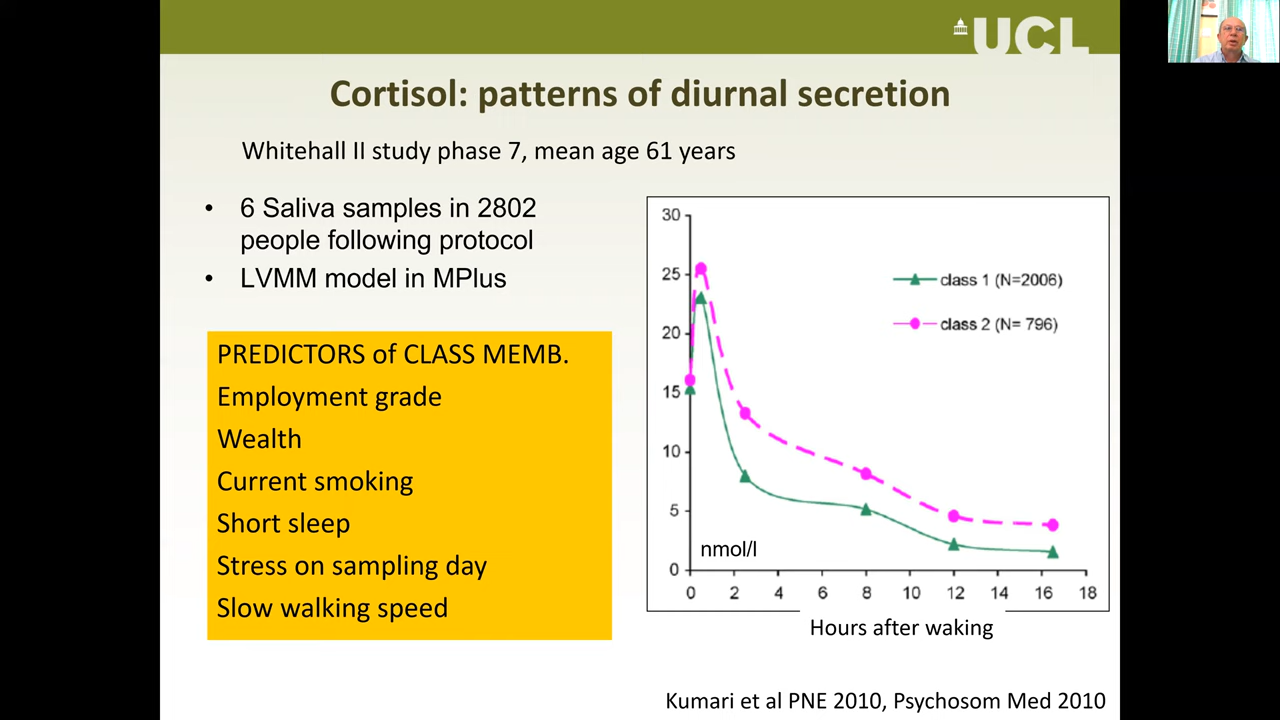 UCL
Cortisol: patterns of diurnal secretion
Whitehall II study phase 7, mean age 61 years
• 6 Saliva samples in 2802
people following protocol
• LVMM model in MPlus
PREDICTORS of CLASS MEMB.
Employment grade
Wealth
Current smoking
Short sleep
Stress on sampling day
Slow walking speed
30
25
20
15
10
5
0
class 1 (N=2006)
class 2 (N= 796)
nmol/l
0 2 4 6 8 10 12 14 16 18
Hours after waking
Kumari et al PNE 2010, Psychosom Med 2010